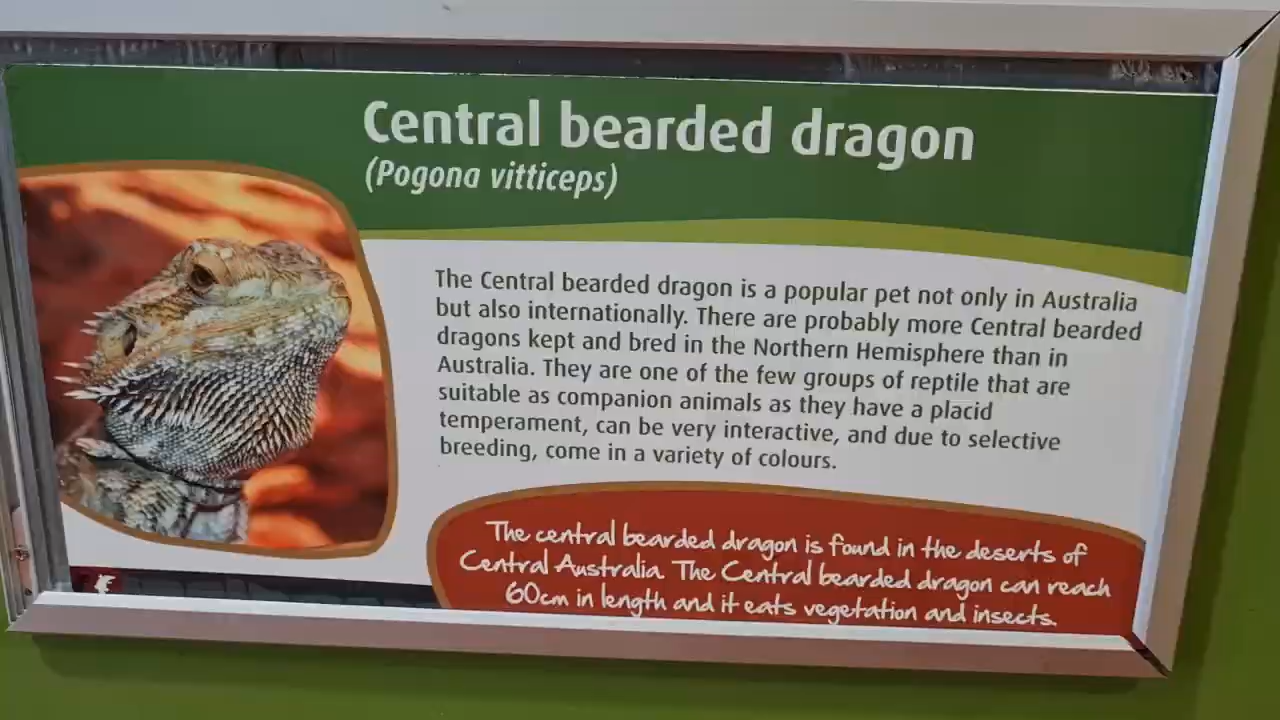 Central bearded dragon
(Pogona vitticeps)
The Central bearded dragon is a popular pet not only in Australia
but also internationally. There are probably more Central bearded
dragons kept and bred in the Northern Hemisphere than in
Australia. They are one of the few groups of reptile that are
suitable as companion animals as they have a placid
temperament, can be very interactive, and due to selective
breeding, come in a variety of colours.
The central bearded dragon is found in the deserts of
Central Australia. The Central bearded dragon can reach
60cm in length and it eats vegetation and insects.